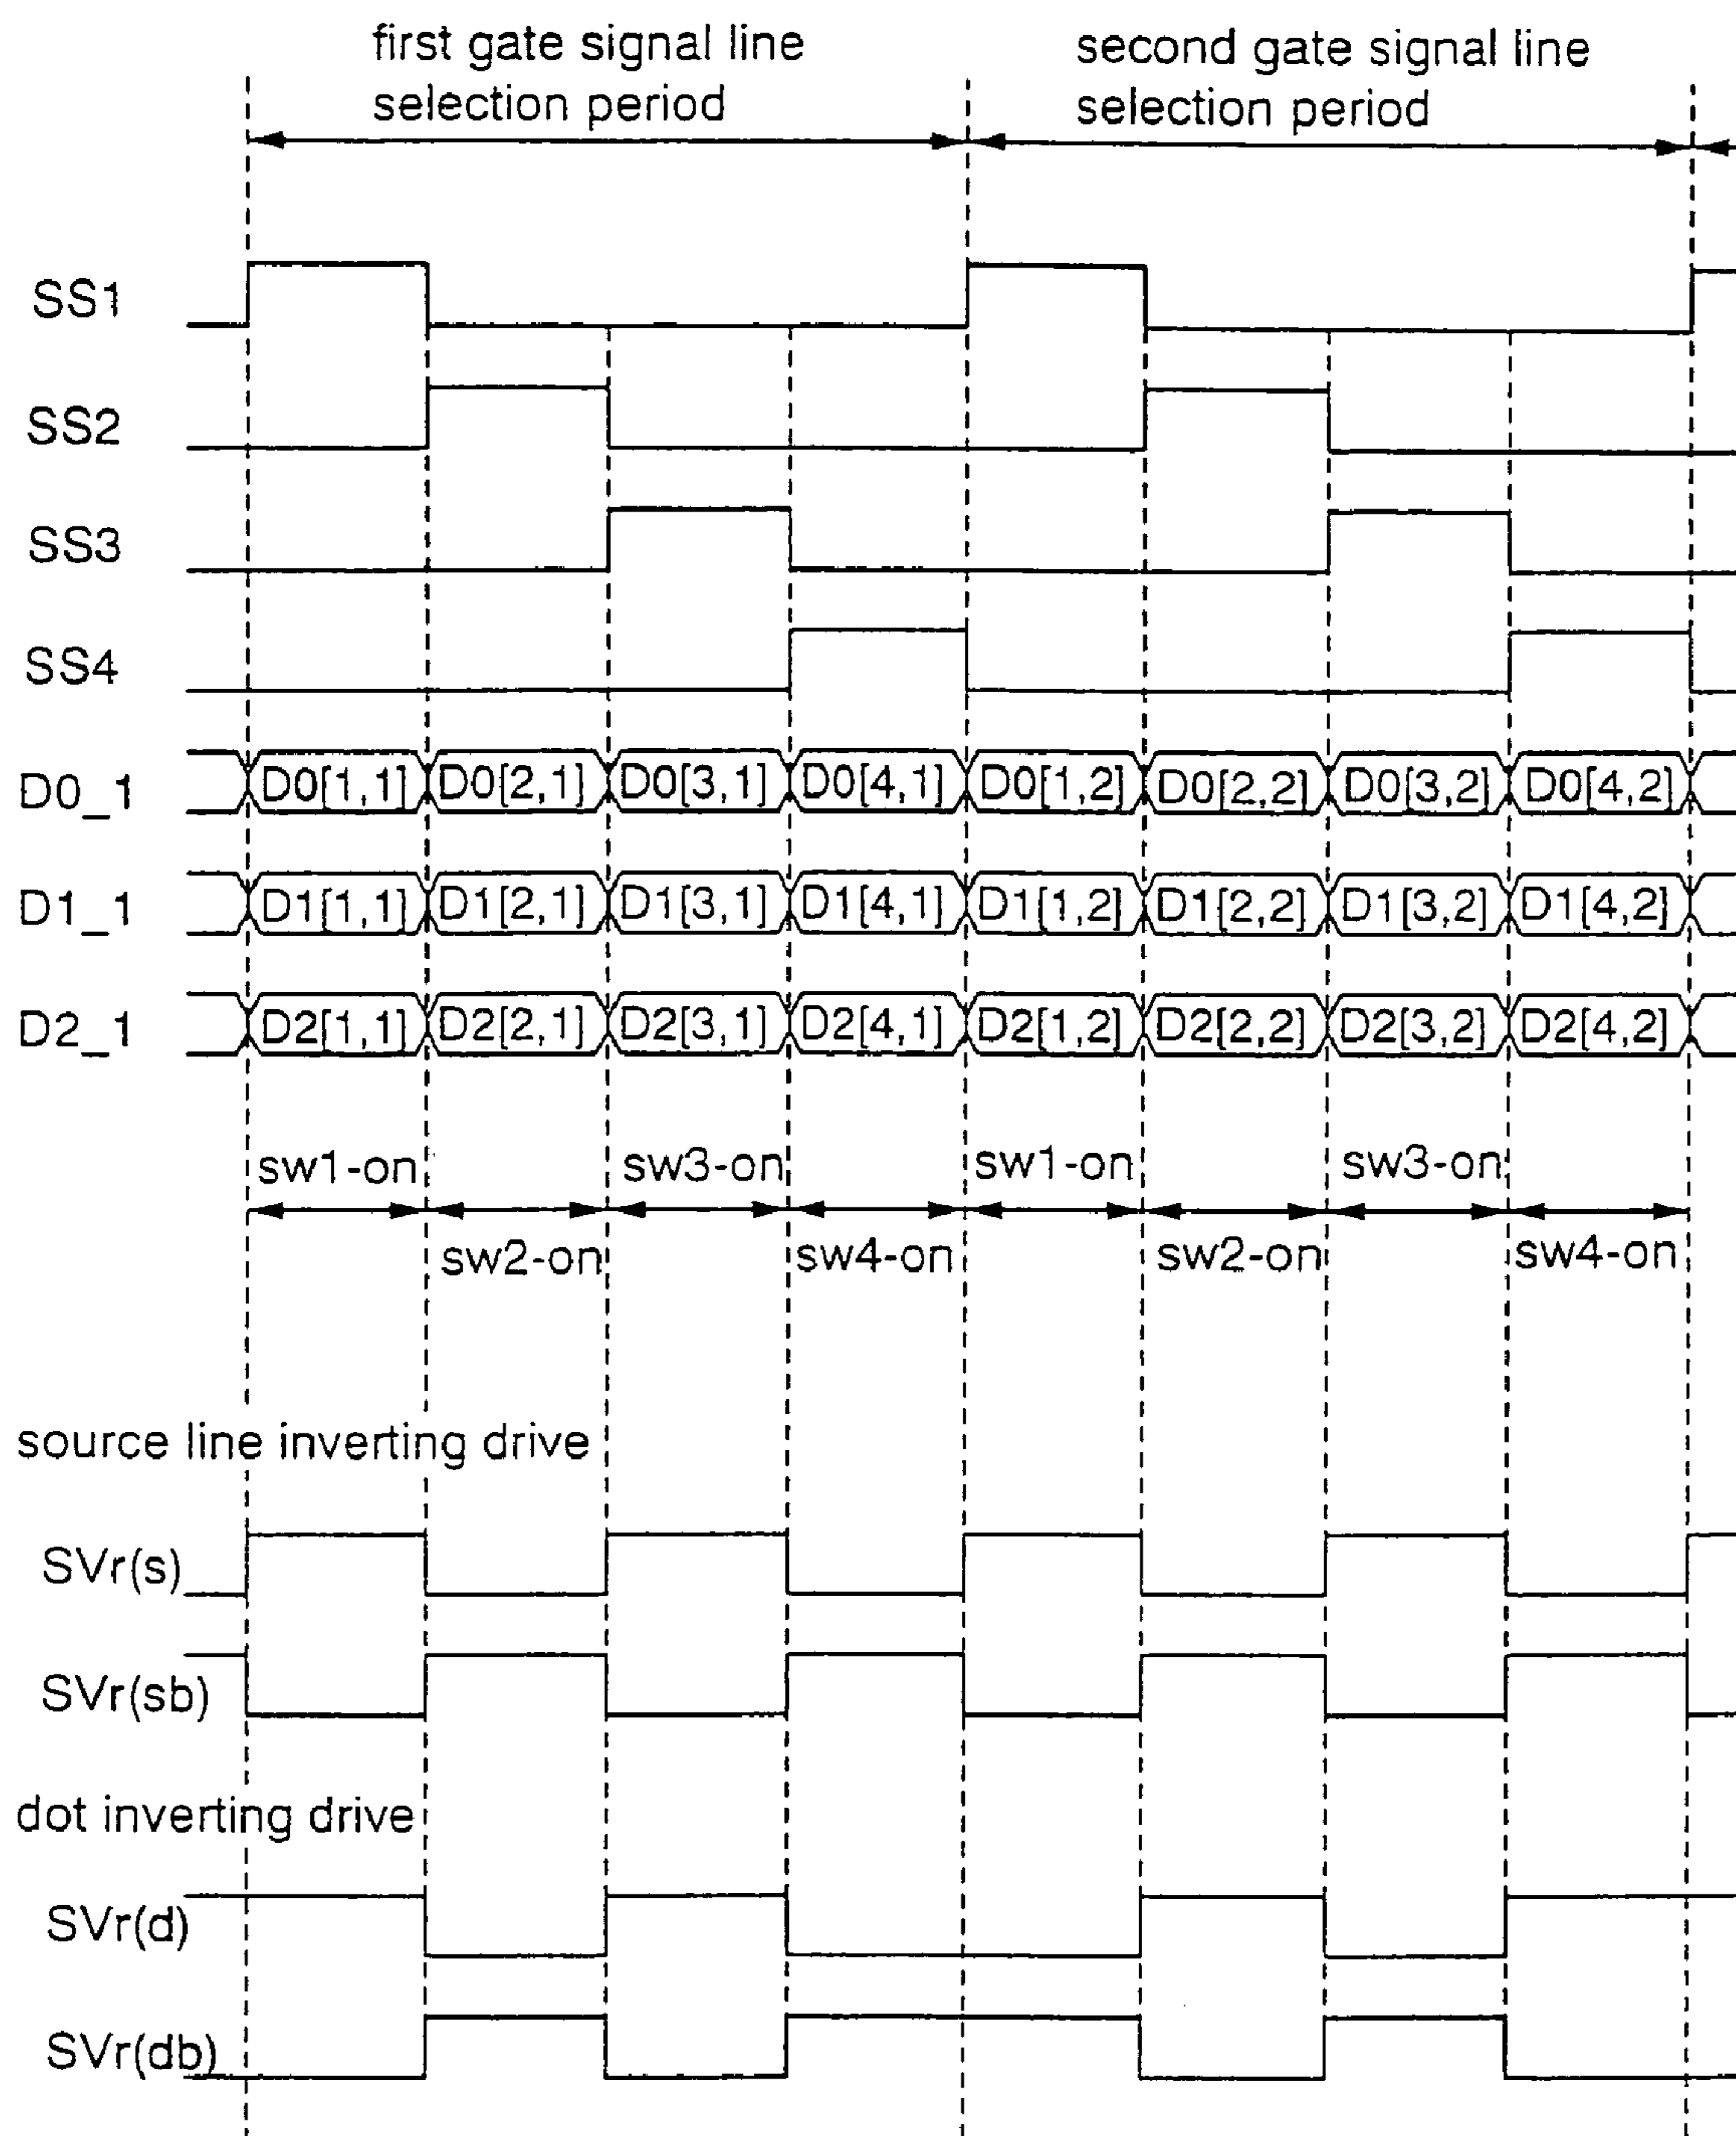 first gate signal line
selection period
second gate signal line
selection period
SS1
SS2
SS3
SS4
D0_1 D0[1,1] D0[2,1] D0[3,1] D0[4,1] D0[1,2] D0[2,2] D0[3,2] D0[4,2]
D1_1 D1[1,1] D1[2,1] D1[3,1] D1[4,1] D1[1,2] D1[2,2] D1[3,2] D1[4,2]
D2_1 D2[1,1] D2[2,1] D2[3,1] D2[4,1] D2[1,2] D2[2,2] D2[3,2] D2[4,2]
sw1-on sw3-on sw1-on sw3-on
sw2-on sw4-on sw2-on sw4-on
source line inverting drive
SVr(s)
SVr(sb)
dot inverting drive
SVr(d)
SVr(db)